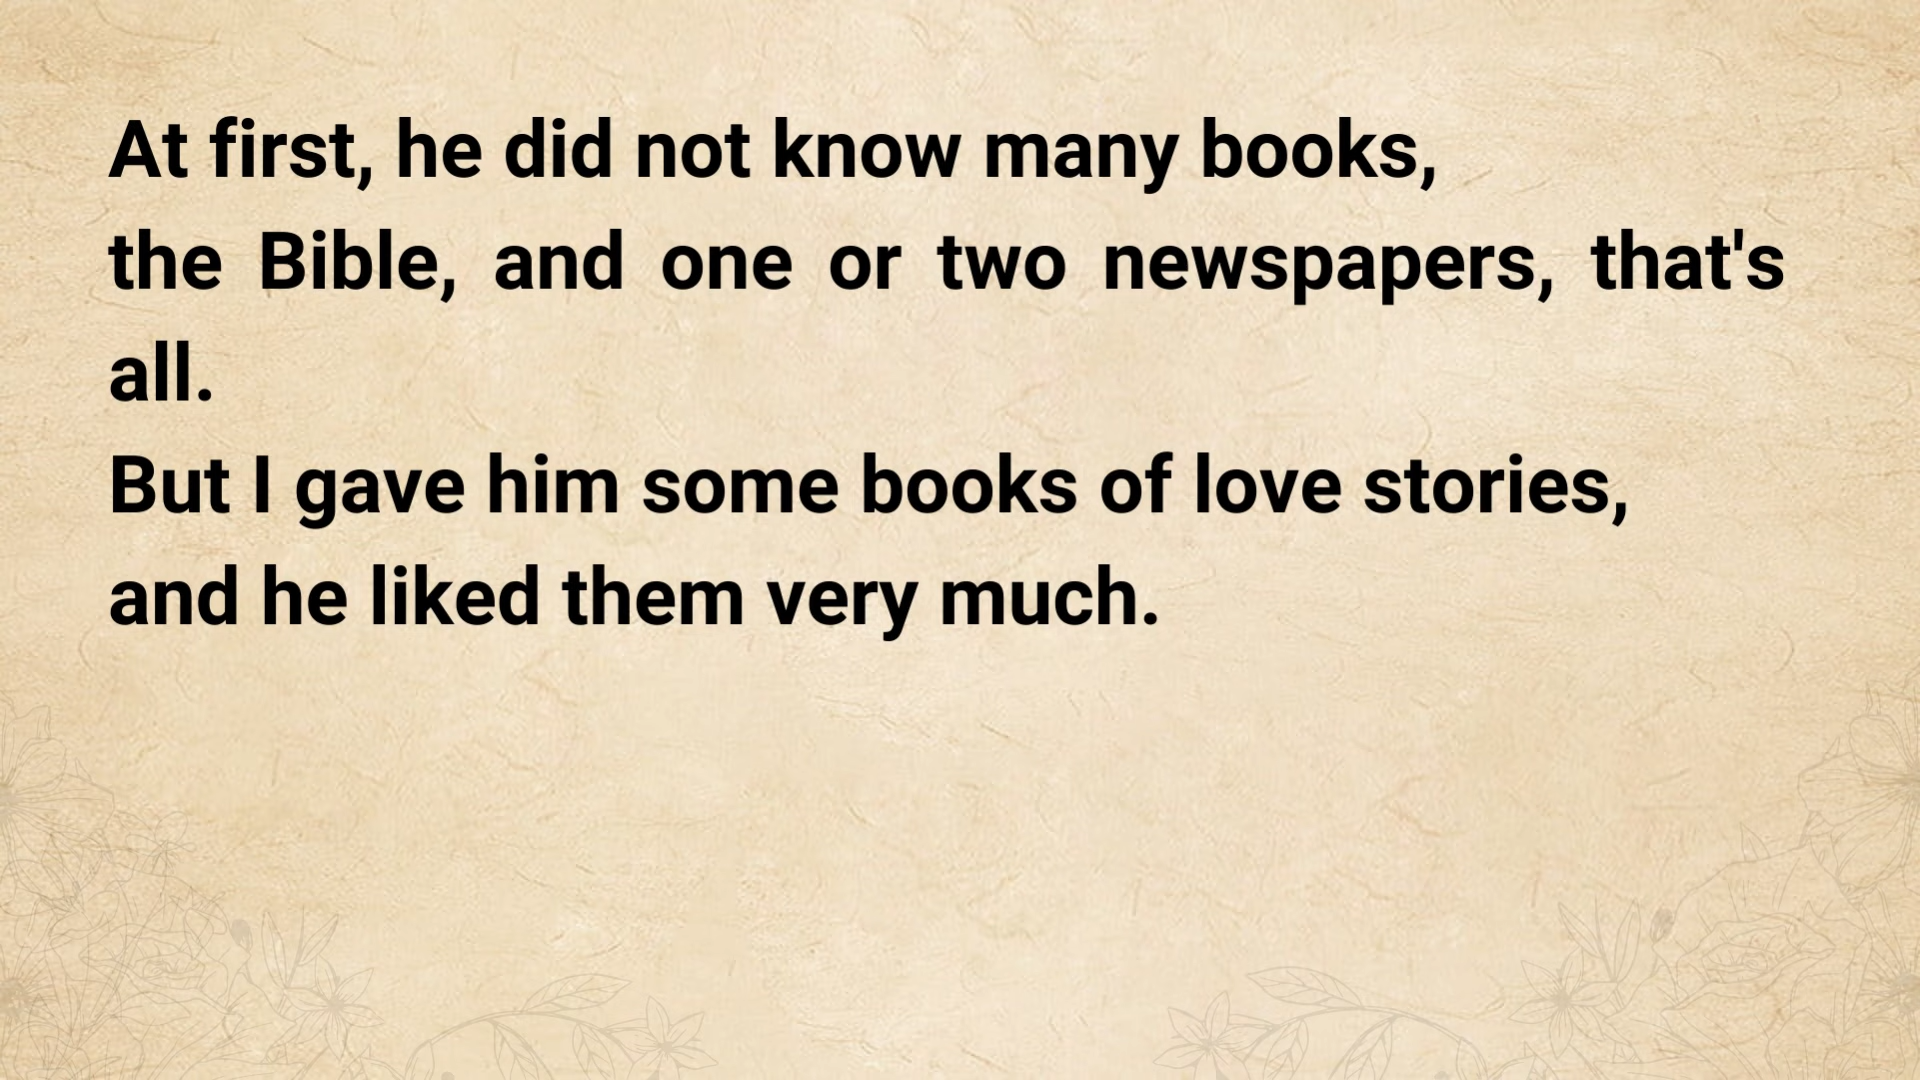 At first, he did not know many books,
the Bible, and one or two newspapers, that's
all.
But I gave him some books of love stories,
and he liked them very much.